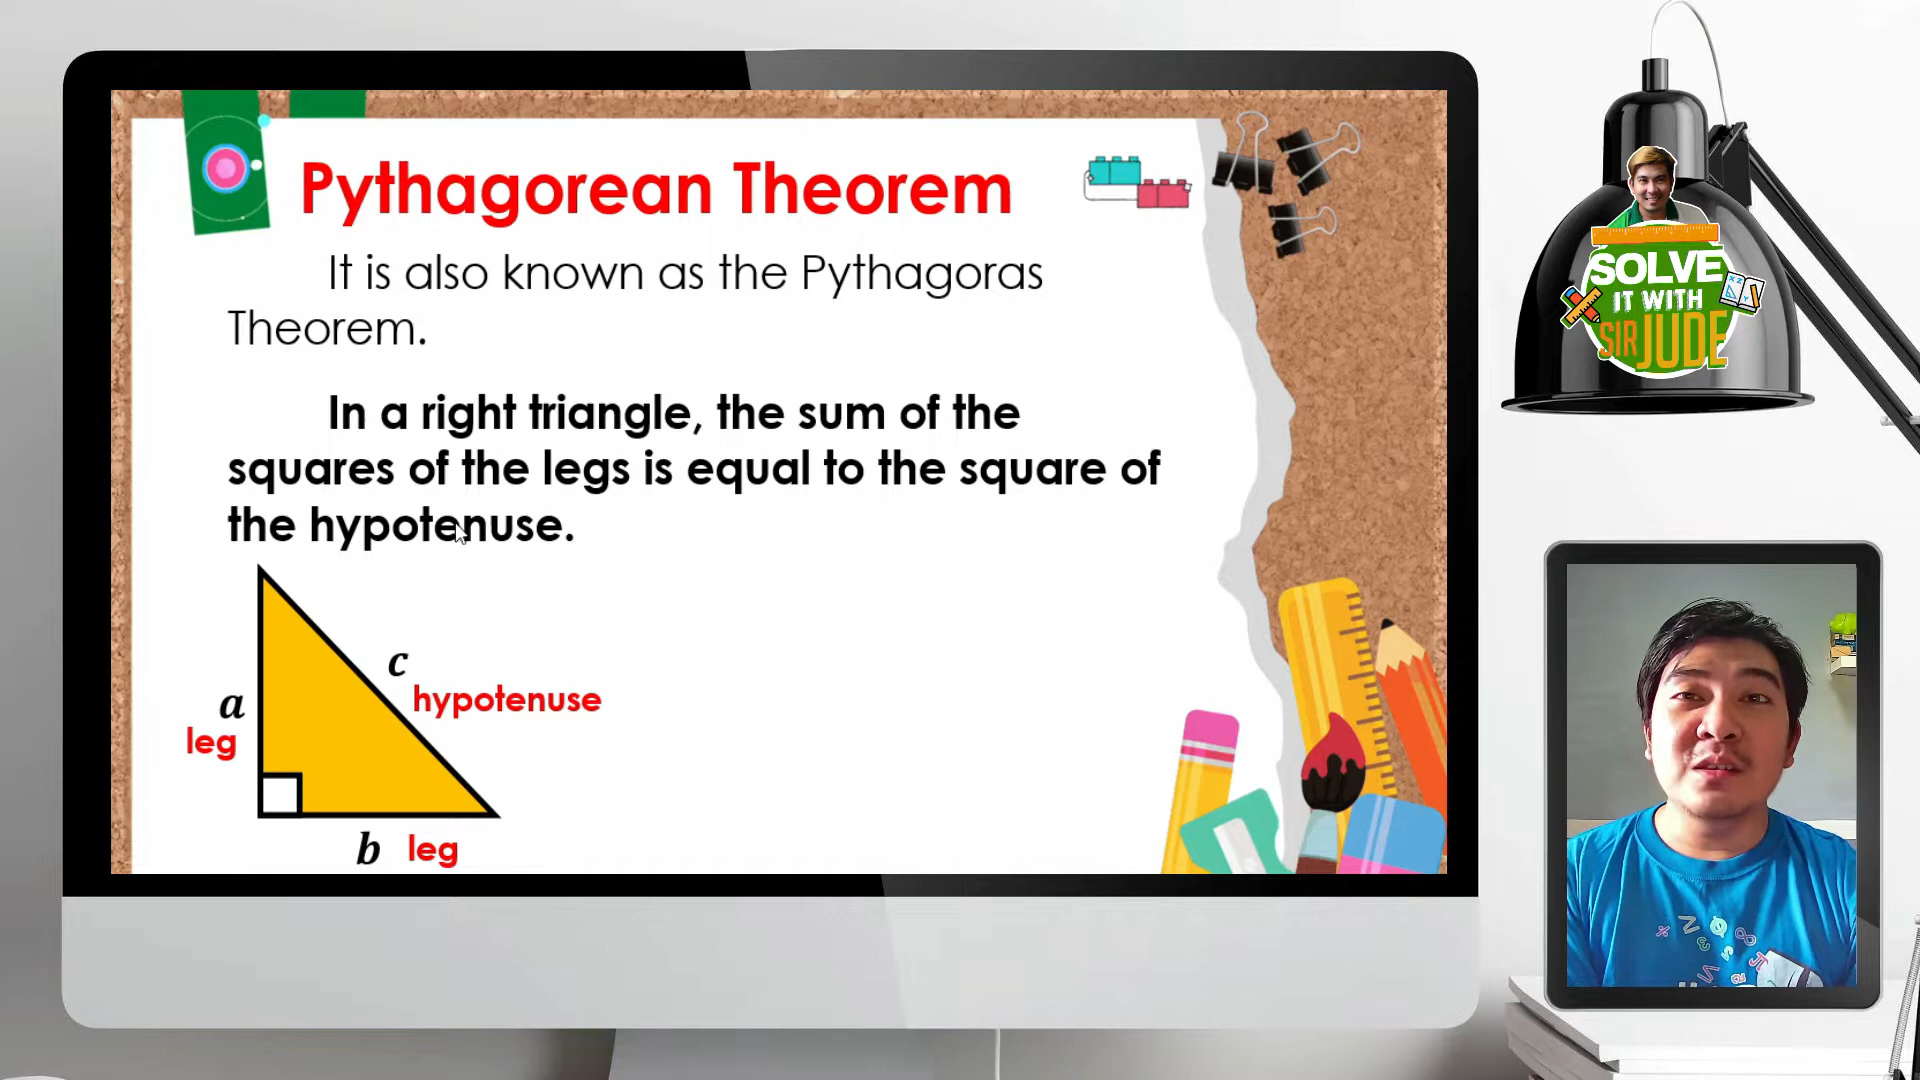 Pythagorean Theorem
It is also known as the Pythagoras
Theorem.
In a right triangle, the sum of the
squares of the legs is equal to the square of
the hypotenuse.
c
hypotenuse
a
leg
b leg
SOLVE
IT WITH
SIR JUDE